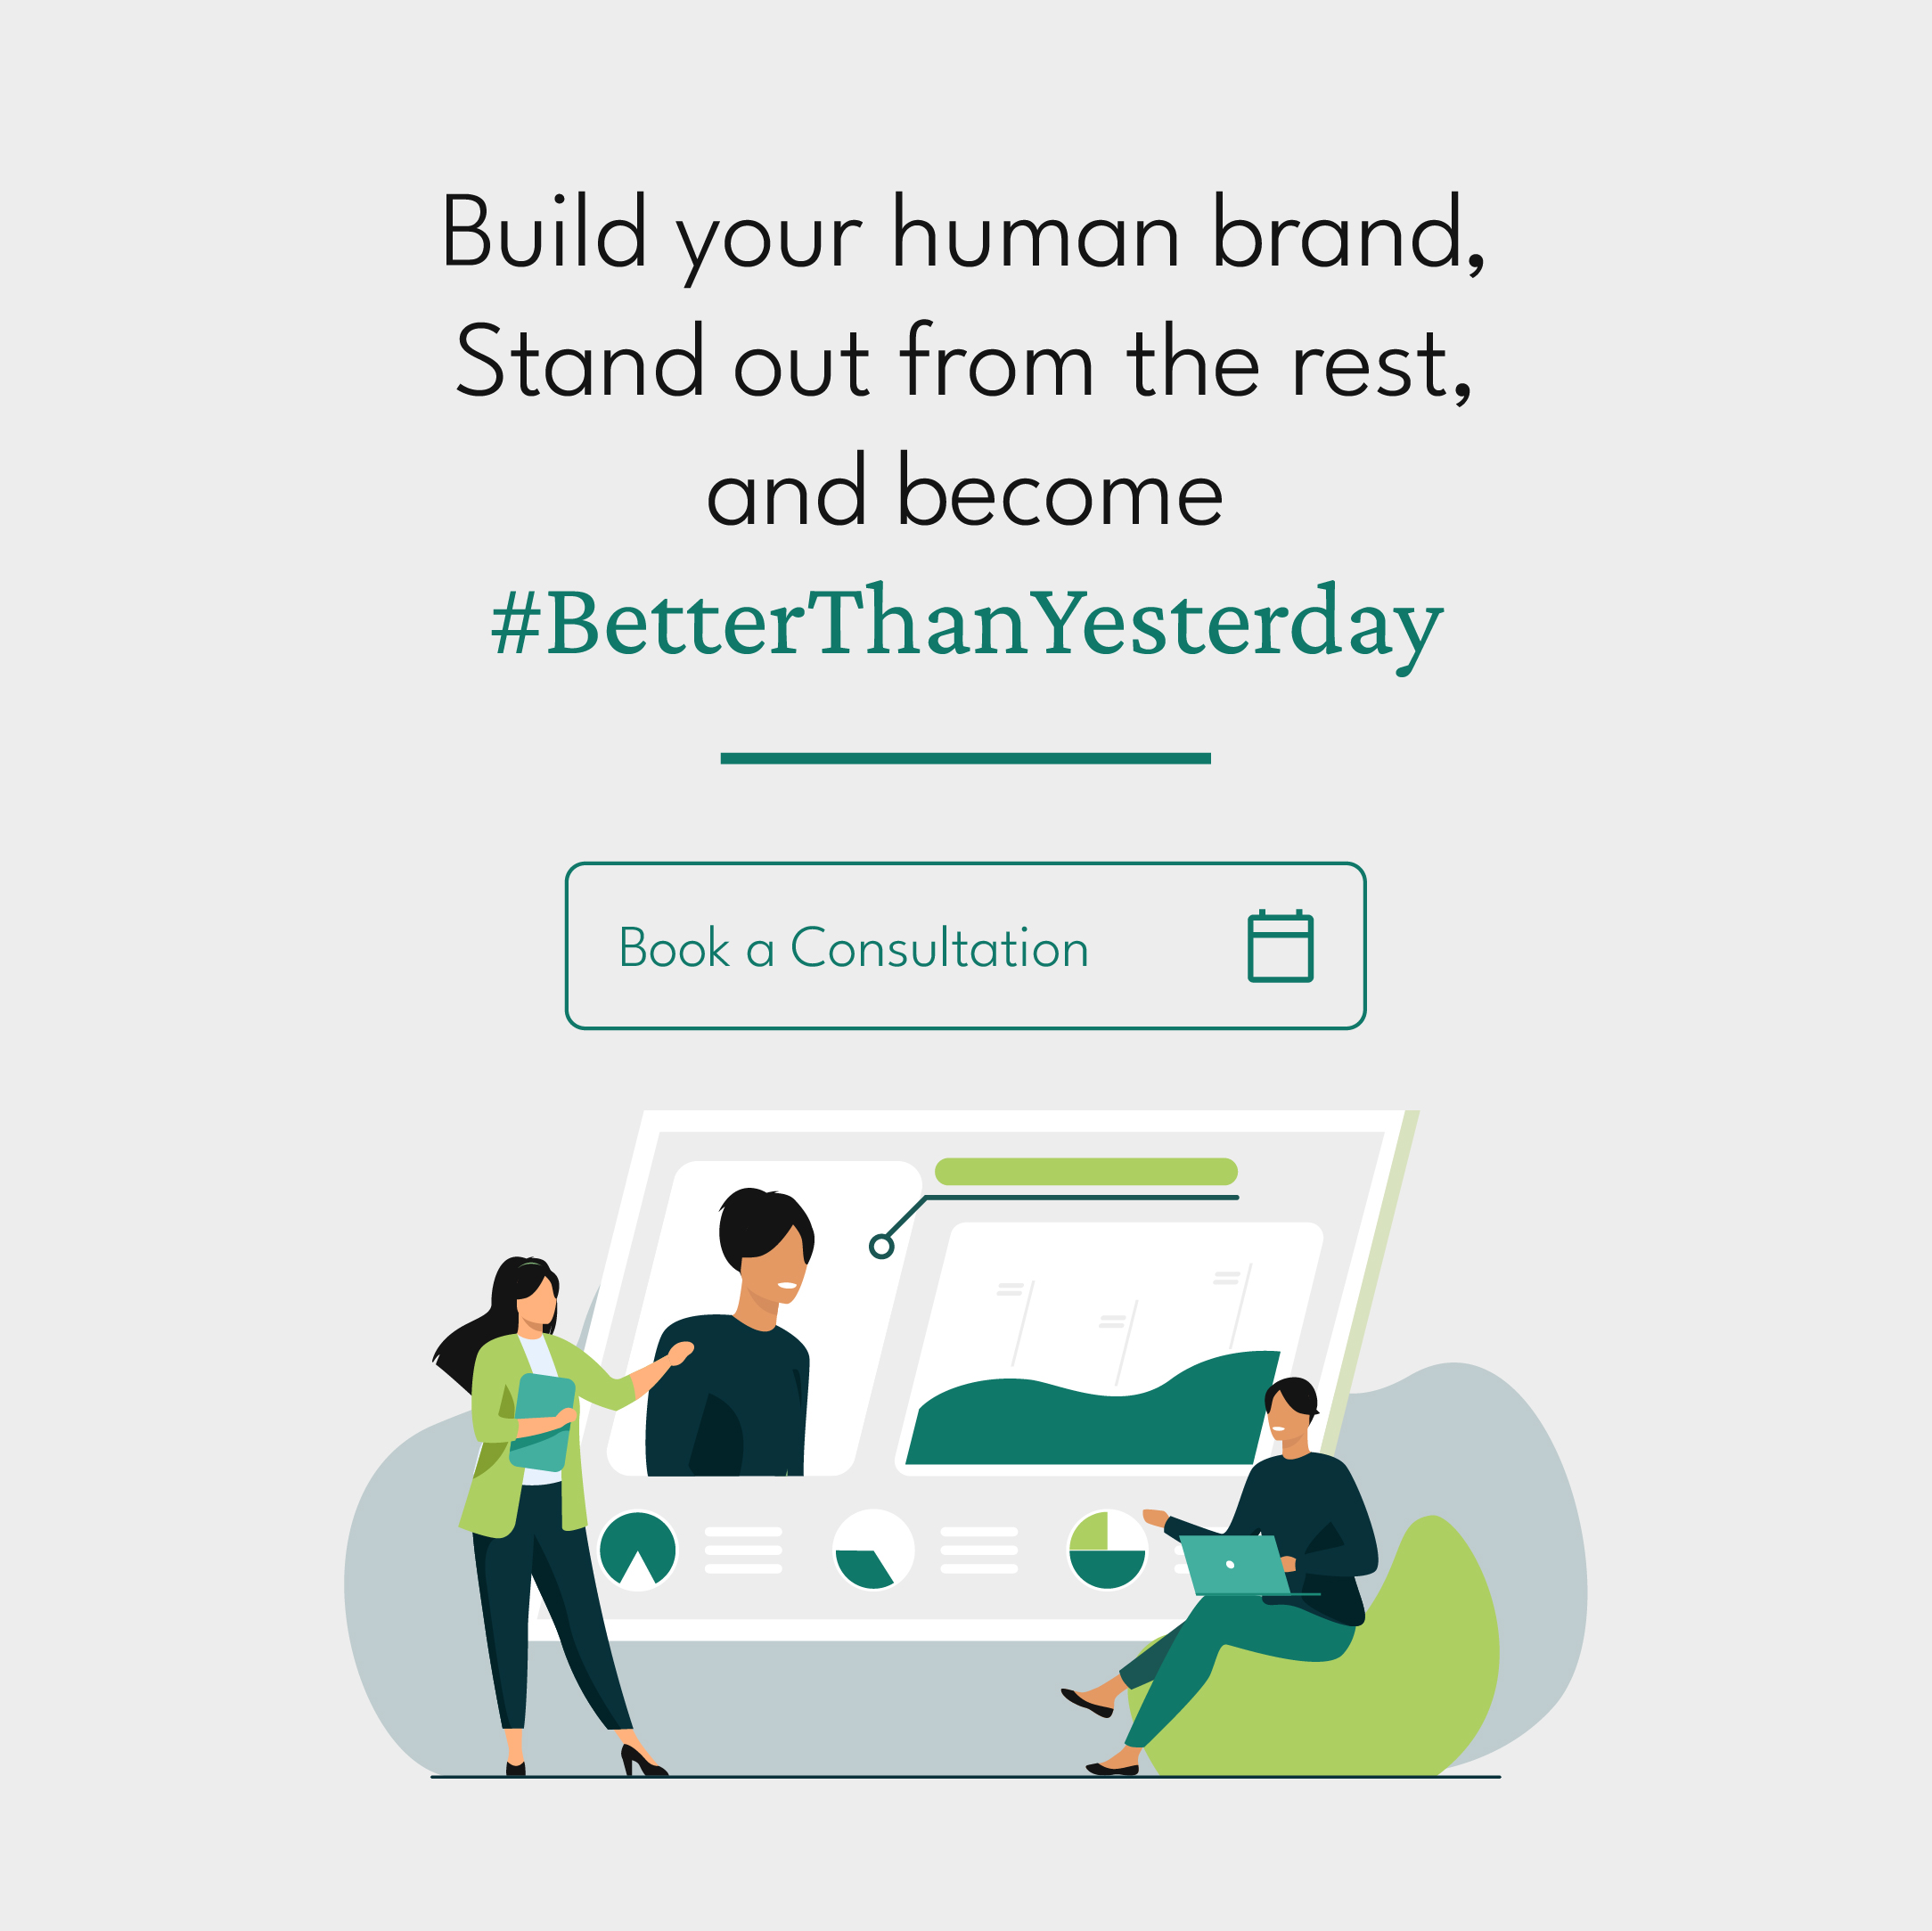 Build your human brand,
Stand out from the rest,
and become
#BetterThanYesterday
Book a Consultation